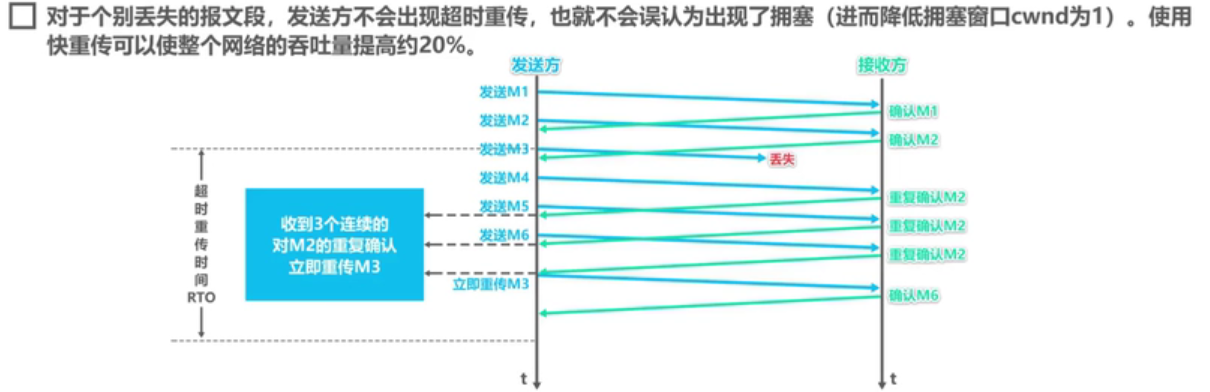 对于个别丢失的报文段，发送方不会出现超时重传，也就不会误认为出现了拥塞（进而降低拥塞窗口cwnd为1）。使用
快重传可以使整个网络的吞吐量提高约20%。
发送方
接收方
发送M1
确认M1
发送M2
确认M2
发送M3
丢失
发送M4
重复确认M2
发送M5
重复确认M2
发送M6
重复确认M2
立即重传M3
确认M6
超时重传时间
RTO
收到3个连续的
对M2的重复确认
立即重传M3
t
t